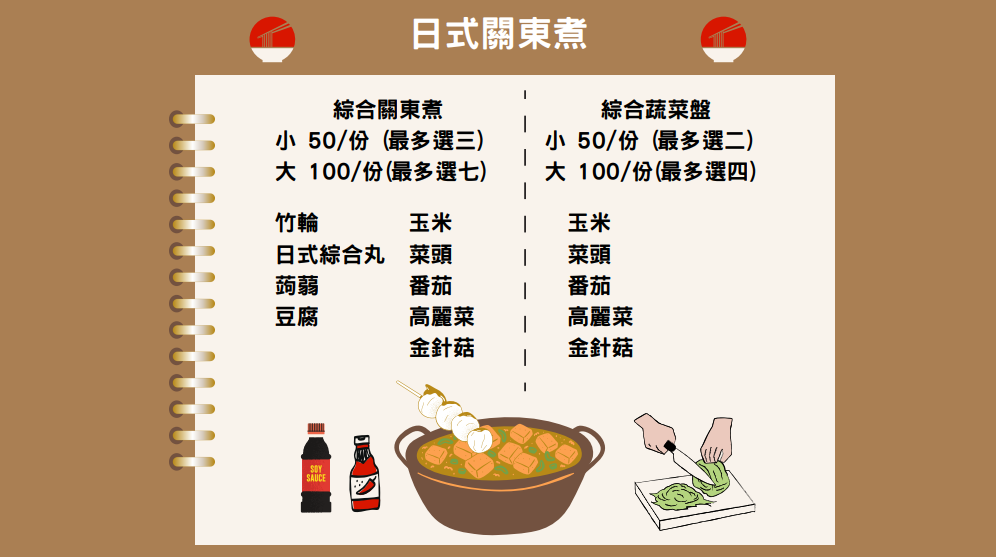 日式關東煮
綜合關東煮
小 50/份 (最多選三)
大 100/份(最多選七)
竹輪 玉米
日式綜合丸 菜頭
蒟蒻 番茄
豆腐 高麗菜
金針菇
綜合蔬菜盤
小 50/份 (最多選二)
大 100/份(最多選四)
玉米
菜頭
番茄
高麗菜
金針菇
SOY
SAUCE